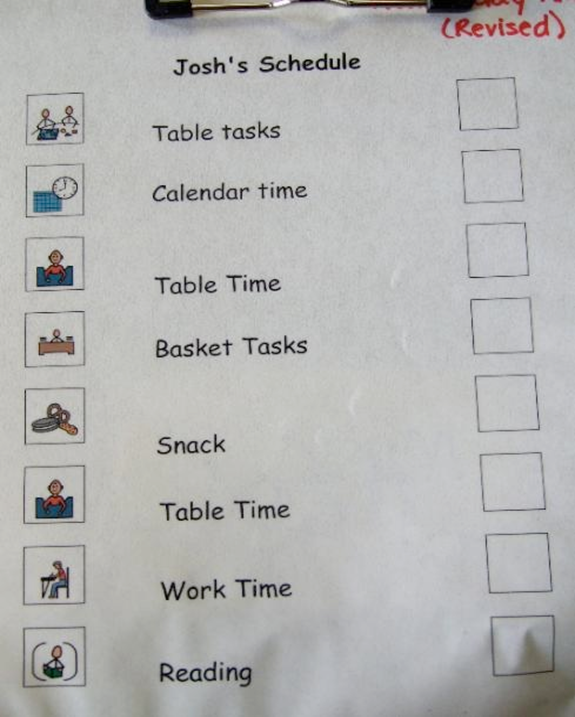 (Revised)
Josh's Schedule
Table tasks
Calendar time
Table Time
Basket Tasks
Snack
Table Time
Work Time
Reading